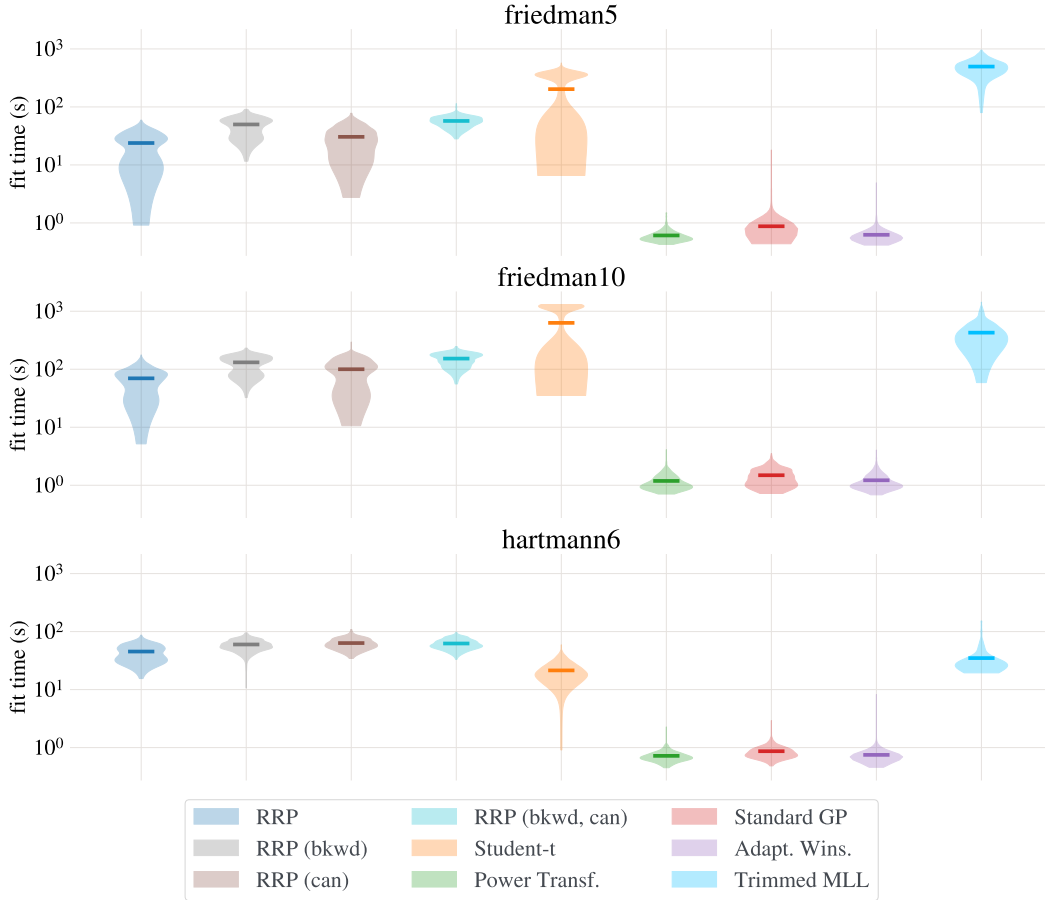 friedman5
10³
10²
10¹
10⁰
fit time (s)
friedman10
10³
10²
10¹
10⁰
fit time (s)
hartmann6
10³
10²
10¹
10⁰
fit time (s)
RRP
RRP (bkwd)
RRP (can)
RRP (bkwd, can)
Student-t
Power Transf.
Standard GP
Adapt. Wins.
Trimmed MLL